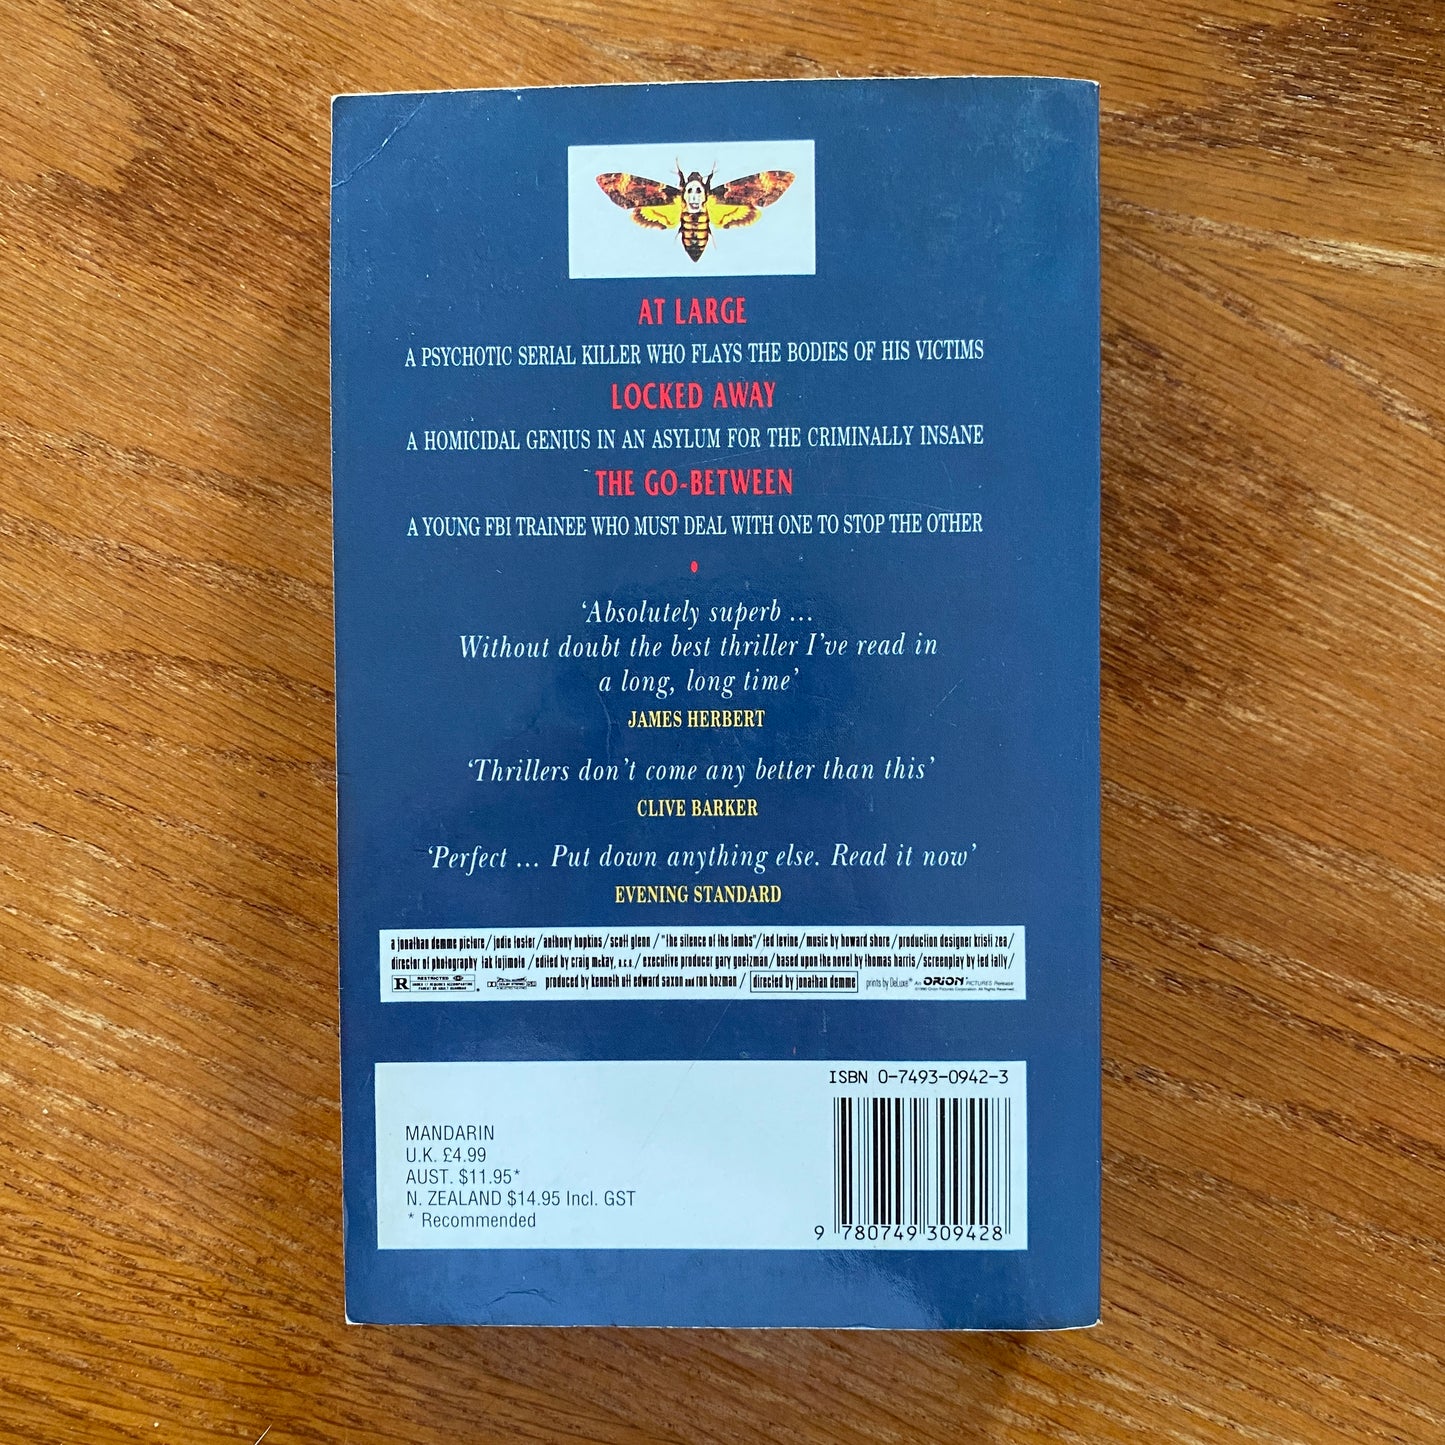 AT LARGE
A PSYCHOTIC SERIAL KILLER WHO FLAYS THE BODIES OF HIS VICTIMS
LOCKED AWAY
A HOMICIDAL GENIUS IN AN ASYLUM FOR THE CRIMINALLY INSANE
THE GO-BETWEEN
A YOUNG FBI TRAINEE WHO MUST DEAL WITH ONE TO STOP THE OTHER
‘Absolutely superb ...
Without doubt the best thriller I’ve read in
a long, long time’
JAMES HERBERT
‘Thrillers don’t come any better than this’
CLIVE BARKER
‘Perfect ... Put down anything else. Read it now’
EVENING STANDARD
a jonathan demme picture/jodie foster/anthony hopkins/scott glenn/"the silence of the lambs"/ted levine/music by howard shore/production designer kristi zea/
director of photography tak fujimoto/edited by craig mckay, a.c.e./executive producer gary goetzman/based upon the novel by thomas harris/screenplay by ted tally/
R RESTRICTED produced by kenneth utt edward saxon and ron bozman/directed by jonathan demme prints by DeLuxe® An ORION PICTURES Release
ISBN 0-7493-0942-3
MANDARIN
U.K. £4.99
AUST. $11.95*
N. ZEALAND $14.95 Incl. GST
* Recommended
9 780749 309428